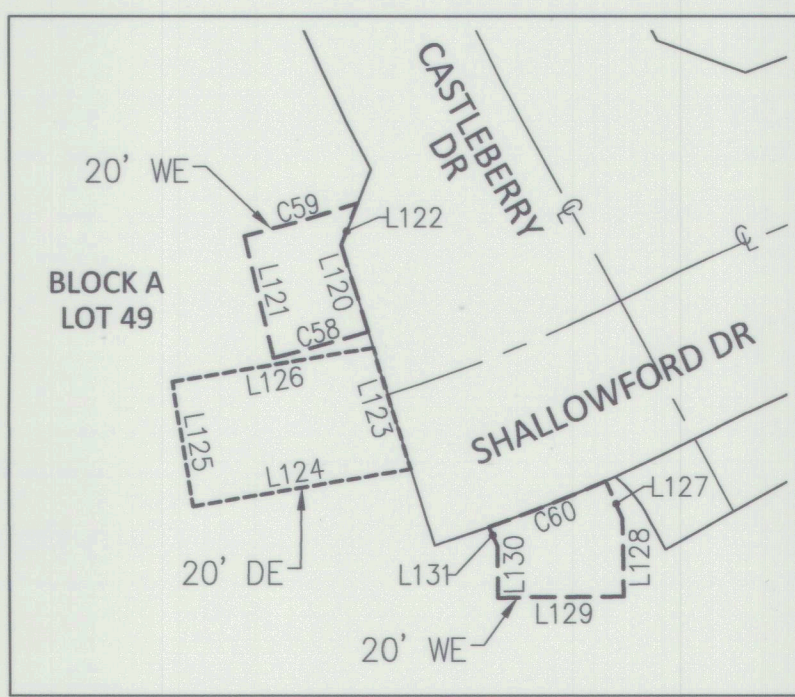 CASTLEBERRY
DR
20' WE
C59
L122
℄
℄
BLOCK A
LOT 49
L121
L120
C58
L126
L123
L125
L124
SHALLOWFORD DR
20' DE
L127
C60
L131
L130
L128
L129
20' WE